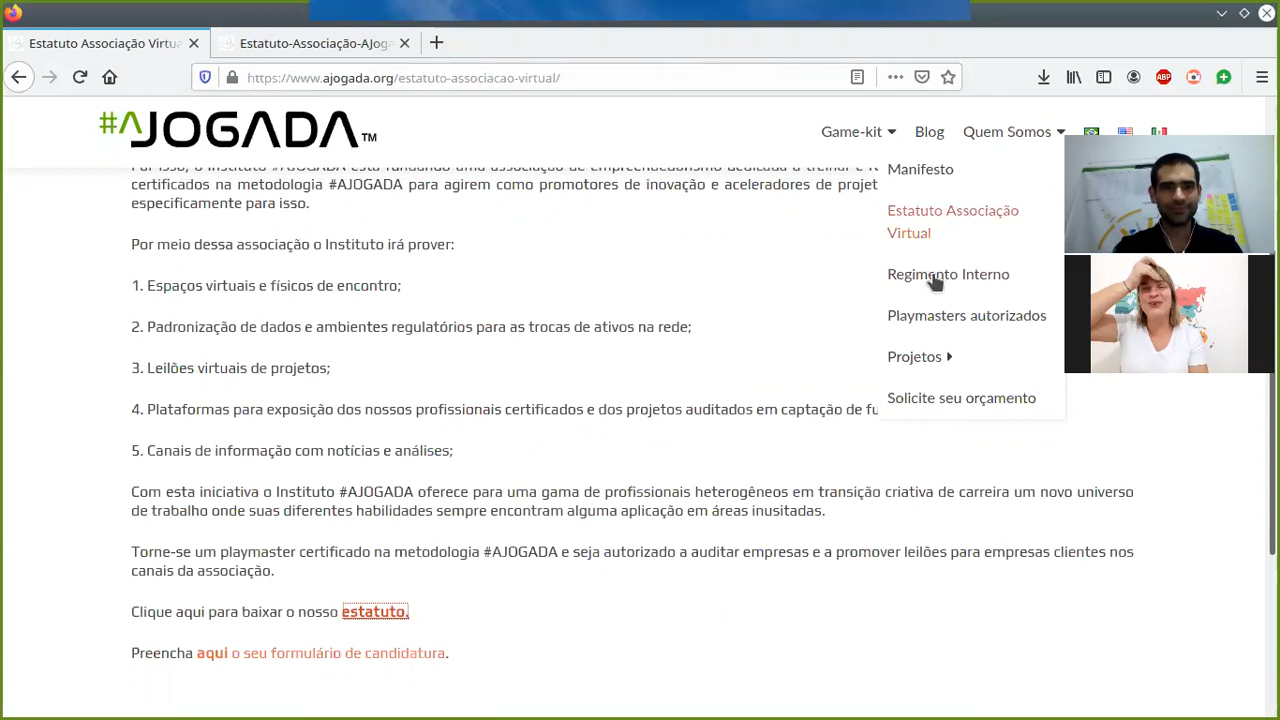 Estatuto Associação Virtua
Estatuto-Associação-AJoga
https://www.ajogada.org/estatuto-associacao-virtual/
ABP
#AJOGADA™
Game-kit Blog Quem Somos
Manifesto
Estatuto Associação
Virtual
Regimento Interno
Playmasters autorizados
Projetos
Solicite seu orçamento
certificados na metodologia #AJOGADA para agirem como promotores de inovação e aceleradores de projet
especificamente para isso.
Por meio dessa associação o Instituto irá prover:
1. Espaços virtuais e físicos de encontro;
2. Padronização de dados e ambientes regulatórios para as trocas de ativos na rede;
3. Leilões virtuais de projetos;
4. Plataformas para exposição dos nossos profissionais certificados e dos projetos auditados em captação de fu
5. Canais de informação com notícias e análises;
Com esta iniciativa o Instituto #AJOGADA oferece para uma gama de profissionais heterogêneos em transição criativa de carreira um novo universo
de trabalho onde suas diferentes habilidades sempre encontram alguma aplicação em áreas inusitadas.
Torne-se um playmaster certificado na metodologia #AJOGADA e seja autorizado a auditar empresas e a promover leilões para empresas clientes nos
canais da associação.
Clique aqui para baixar o nosso estatuto.
Preencha aqui o seu formulário de candidatura.